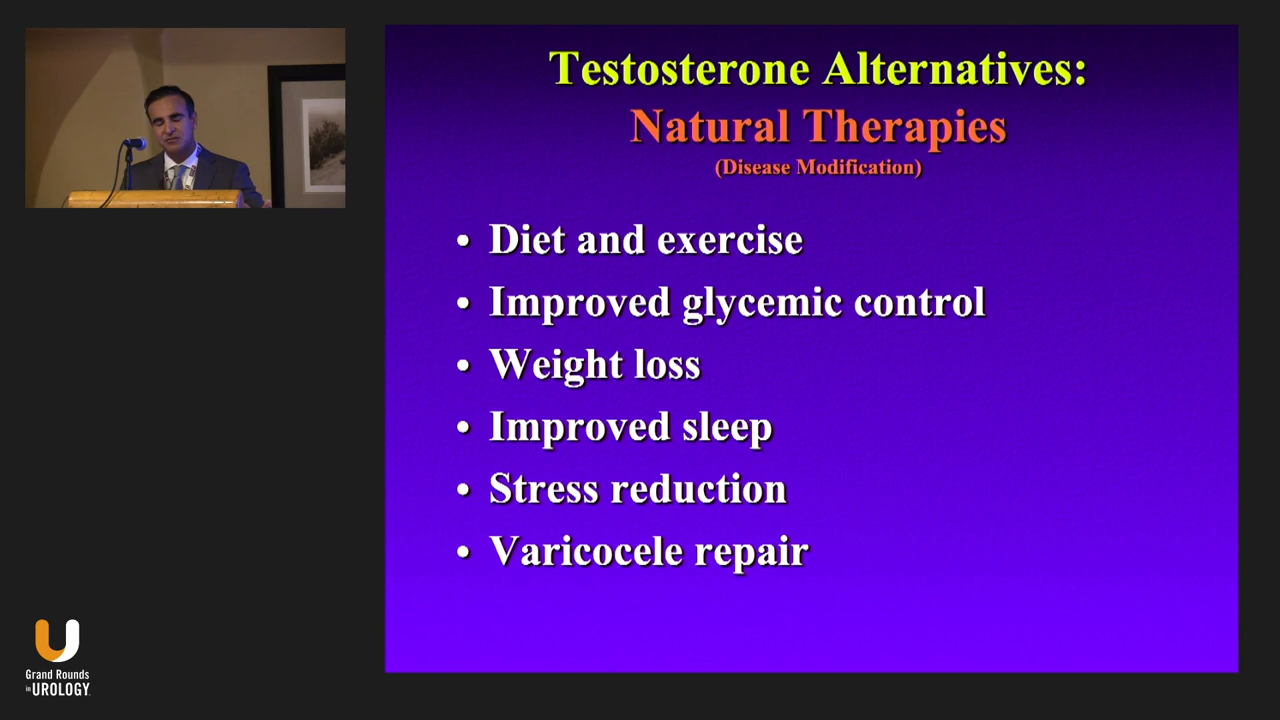 Testosterone Alternatives:
Natural Therapies
(Disease Modification)
• Diet and exercise
• Improved glycemic control
• Weight loss
• Improved sleep
• Stress reduction
• Varicocele repair
Grand Rounds
in UROLOGY